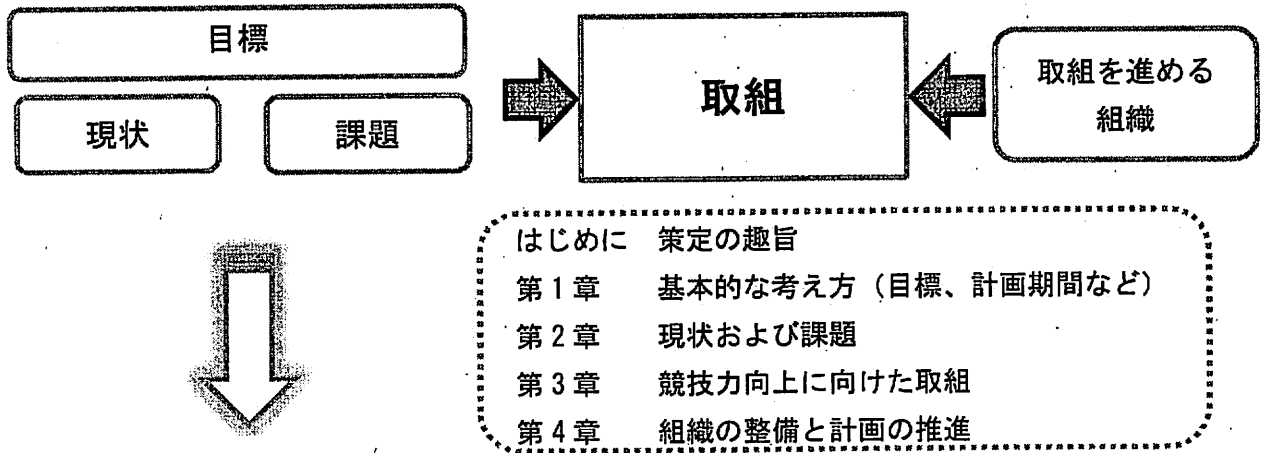 目標
現状
課題
取組
取組を進める
組織
はじめに 策定の趣旨
第1章 基本的な考え方（目標、計画期間など）
第2章 現状および課題
第3章 競技力向上に向けた取組
第4章 組織の整備と計画の推進